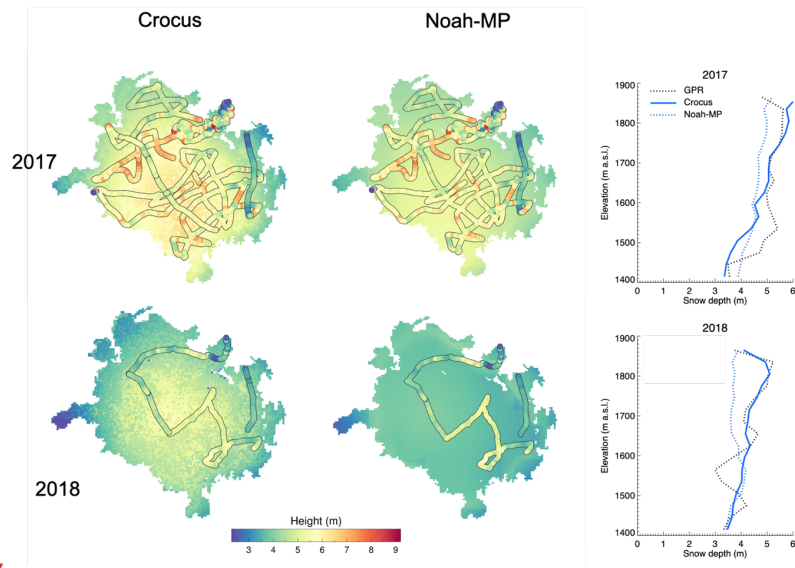 Crocus
Noah-MP
2017
2018
Height (m)
3 4 5 6 7 8 9
2017
GPR
Crocus
Noah-MP
Elevation (m a.s.l.)
1900
1800
1700
1600
1500
1400
0 1 2 3 4 5 6
Snow depth (m)
2018
Elevation (m a.s.l.)
1900
1800
1700
1600
1500
1400
0 1 2 3 4 5 6
Snow depth (m)